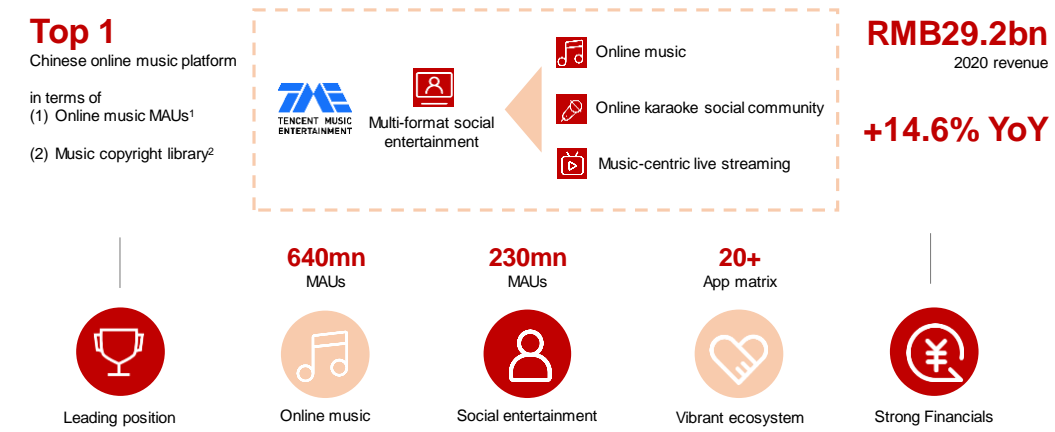 Top 1
Chinese online music platform
in terms of
(1) Online music MAUs¹
(2) Music copyright library²
TENCENT MUSIC
ENTERTAINMENT
Multi-format social
entertainment
Online music
Online karaoke social community
Music-centric live streaming
RMB29.2bn
2020 revenue
+14.6% YoY
640mn
MAUs
230mn
MAUs
20+
App matrix
Leading position
Online music
Social entertainment
Vibrant ecosystem
¥
Strong Financials